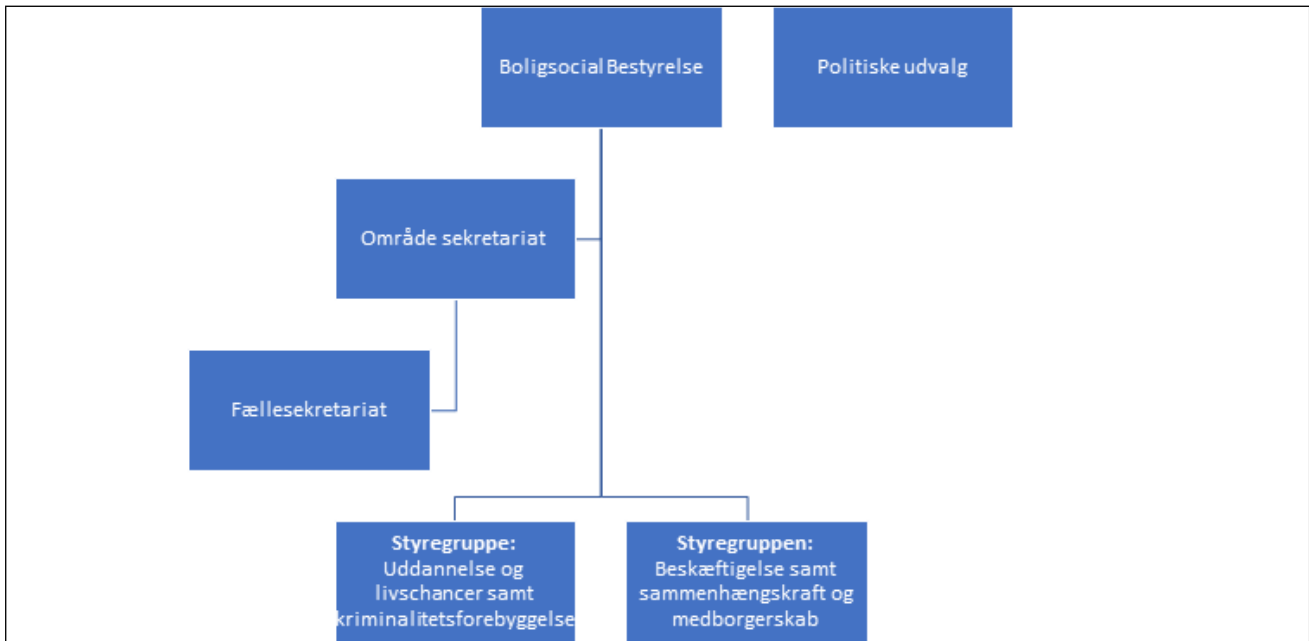 Boligsocial Bestyrelse
Politiske udvalg
Område sekretariat
Fællesekretariat
Styregruppe:
Uddannelse og
livschancer samt
kriminalitetsforebyggelse
Styregruppen:
Beskæftigelse samt
sammenhængskraft og
medborgerskab